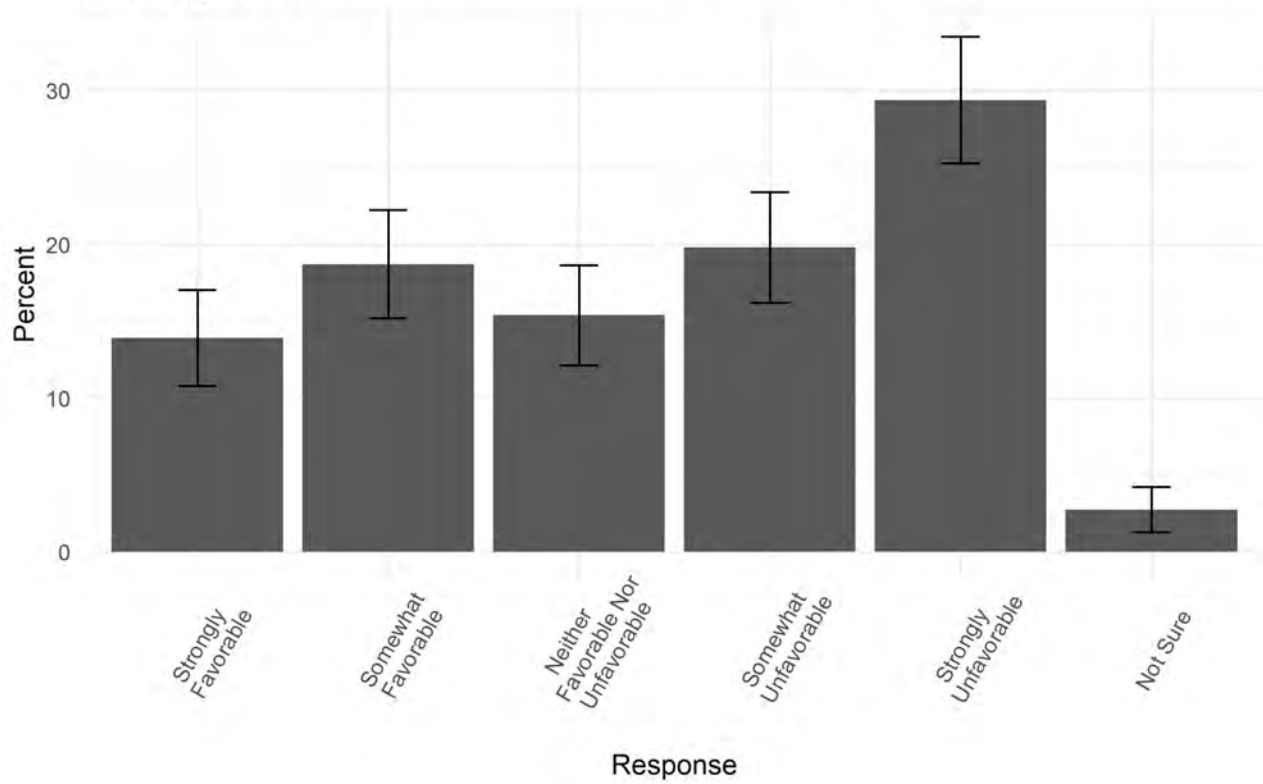 30
20
10
0
Percent
Strongly
Favorable
Somewhat
Favorable
Neither
Favorable Nor
Unfavorable
Somewhat
Unfavorable
Strongly
Unfavorable
Not Sure
Response